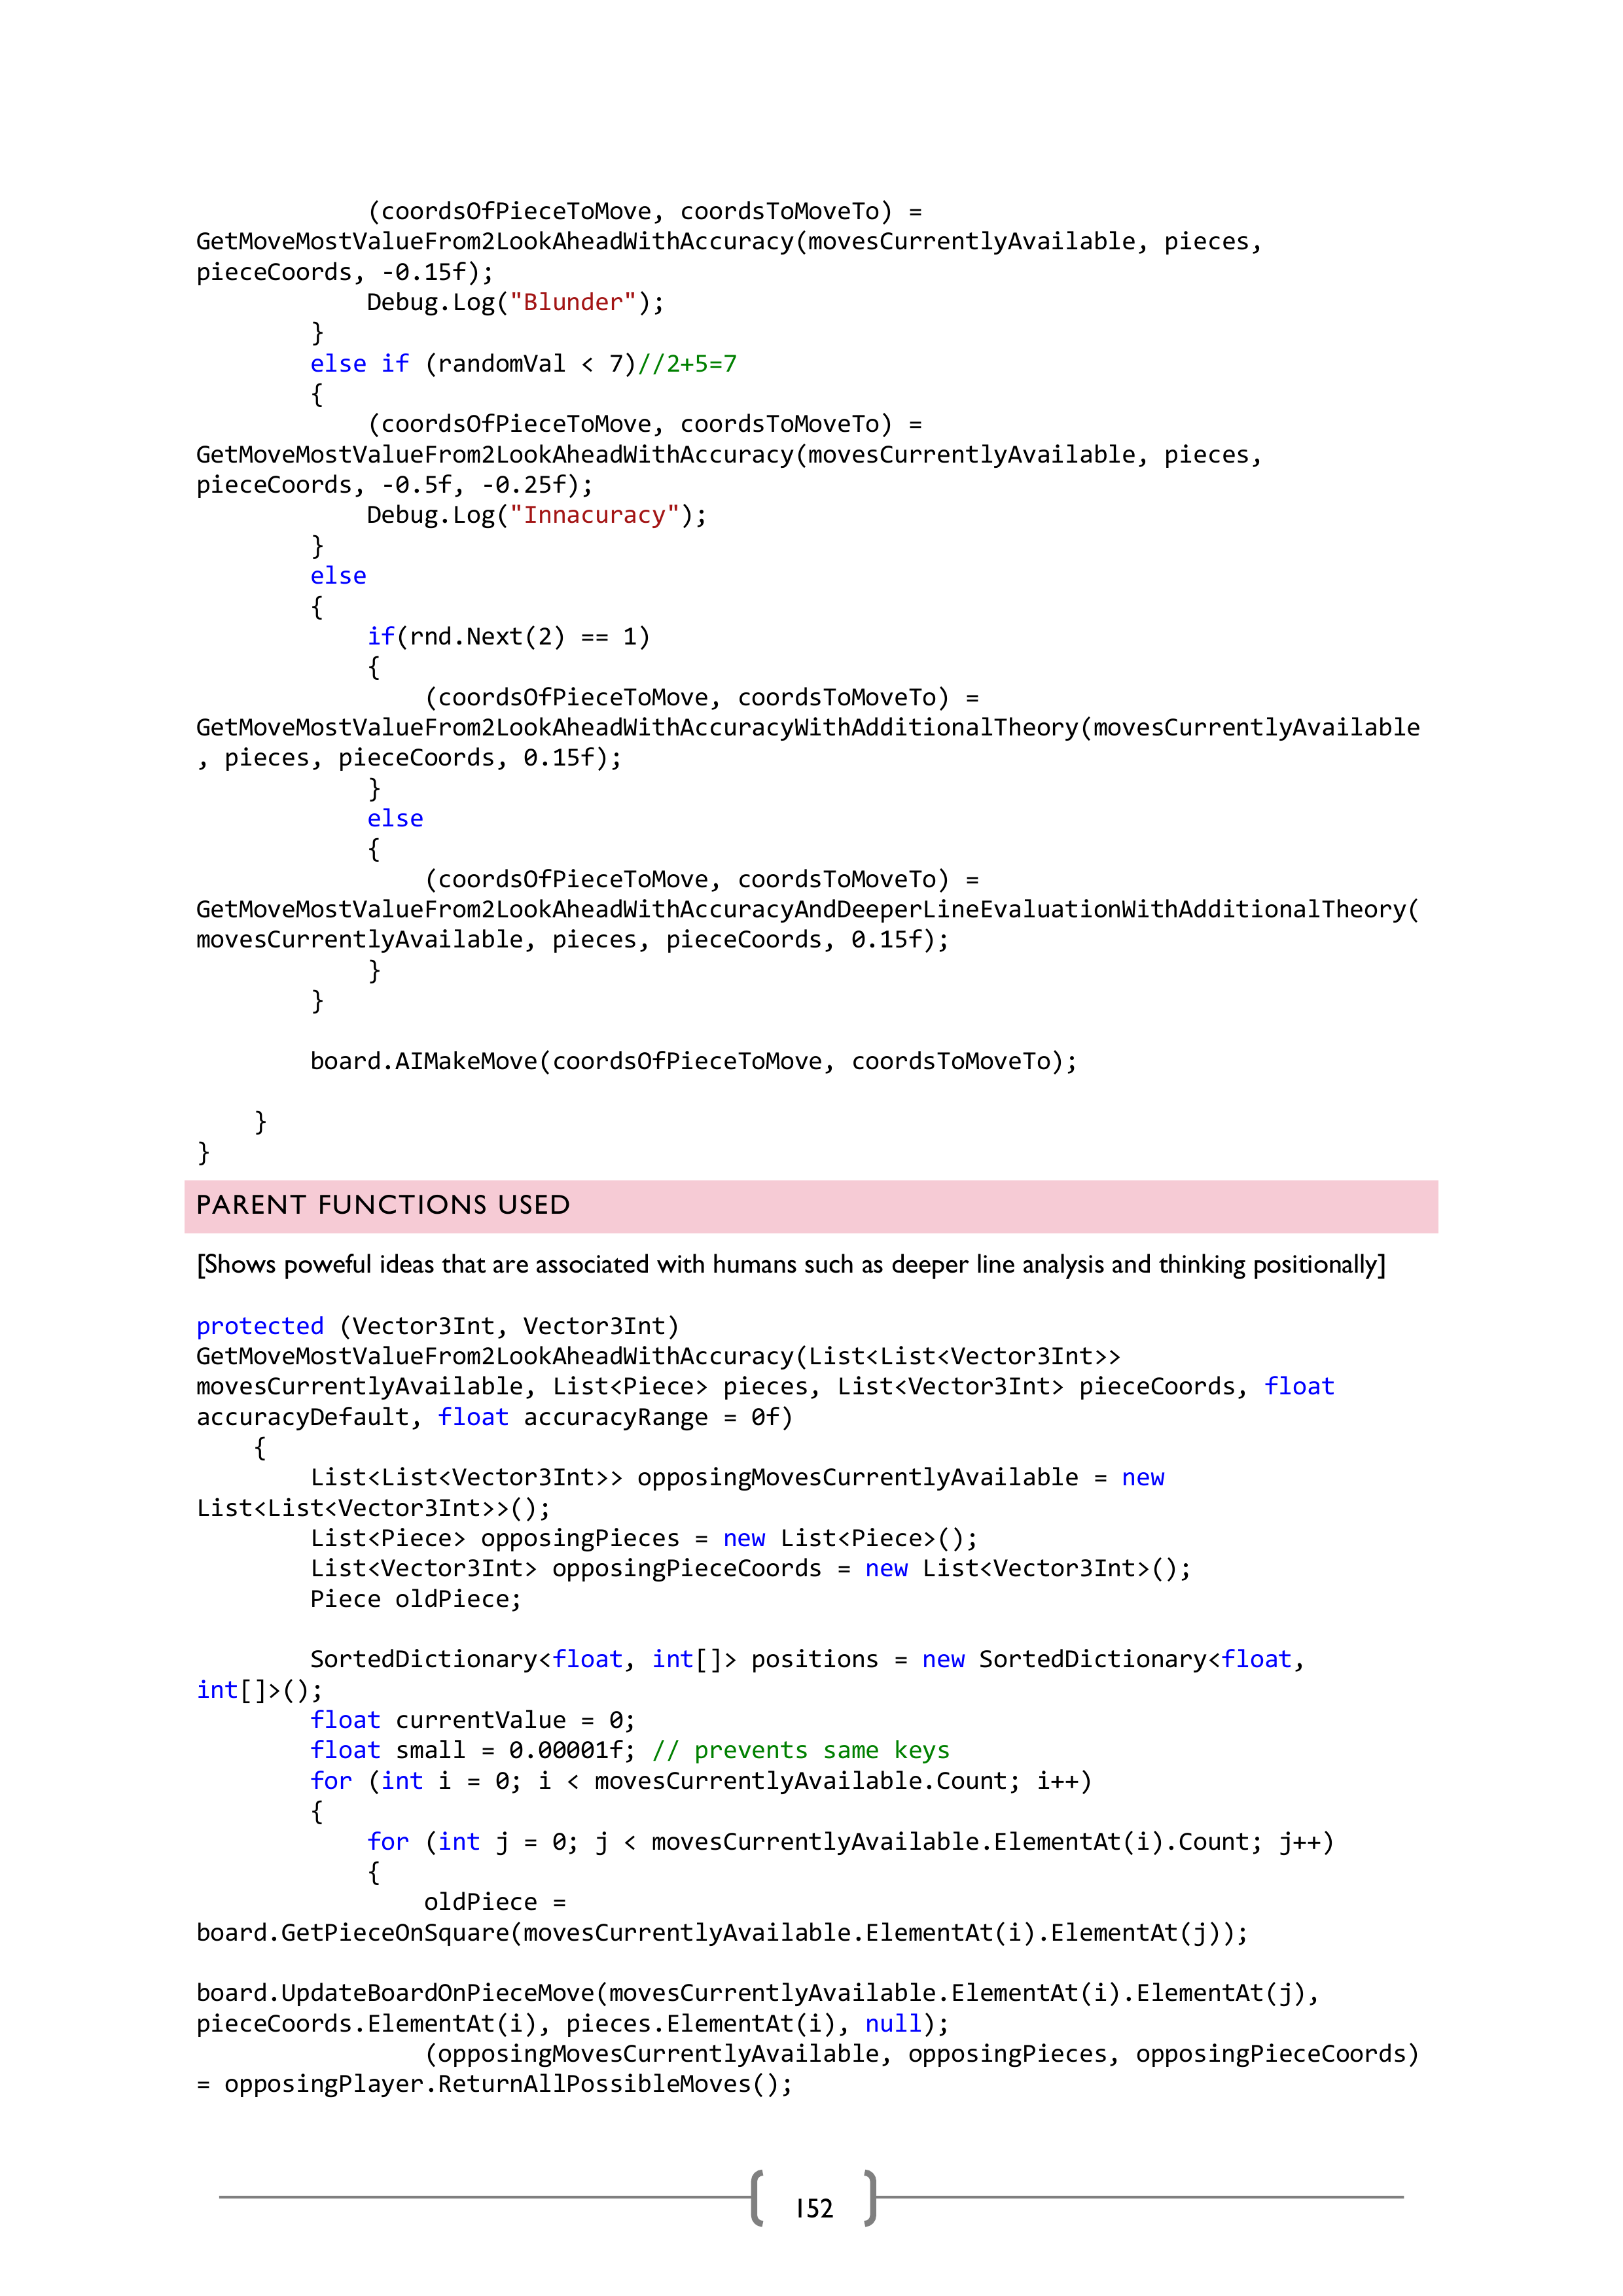 (coordsOfPieceToMove, coordsToMoveTo) =
GetMoveMostValueFrom2LookAheadWithAccuracy(movesCurrentlyAvailable, pieces,
pieceCoords, -0.15f);
            Debug.Log("Blunder");
        }
        else if (randomVal < 7)//2+5=7
        {
            (coordsOfPieceToMove, coordsToMoveTo) =
GetMoveMostValueFrom2LookAheadWithAccuracy(movesCurrentlyAvailable, pieces,
pieceCoords, -0.5f, -0.25f);
            Debug.Log("Innacuracy");
        }
        else
        {
            if(rnd.Next(2) == 1)
            {
                (coordsOfPieceToMove, coordsToMoveTo) =
GetMoveMostValueFrom2LookAheadWithAccuracyWithAdditionalTheory(movesCurrentlyAvailable
, pieces, pieceCoords, 0.15f);
            }
            else
            {
                (coordsOfPieceToMove, coordsToMoveTo) =
GetMoveMostValueFrom2LookAheadWithAccuracyAndDeeperLineEvaluationWithAdditionalTheory(
movesCurrentlyAvailable, pieces, pieceCoords, 0.15f);
            }
        }

        board.AIMakeMove(coordsOfPieceToMove, coordsToMoveTo);

    }
}
PARENT FUNCTIONS USED
[Shows poweful ideas that are associated with humans such as deeper line analysis and thinking positionally]

protected (Vector3Int, Vector3Int)
GetMoveMostValueFrom2LookAheadWithAccuracy(List<List<Vector3Int>>
movesCurrentlyAvailable, List<Piece> pieces, List<Vector3Int> pieceCoords, float
accuracyDefault, float accuracyRange = 0f)
    {
        List<List<Vector3Int>> opposingMovesCurrentlyAvailable = new
List<List<Vector3Int>>();
        List<Piece> opposingPieces = new List<Piece>();
        List<Vector3Int> opposingPieceCoords = new List<Vector3Int>();
        Piece oldPiece;

        SortedDictionary<float, int[]> positions = new SortedDictionary<float,
int[]>();
        float currentValue = 0;
        float small = 0.00001f; // prevents same keys
        for (int i = 0; i < movesCurrentlyAvailable.Count; i++)
        {
            for (int j = 0; j < movesCurrentlyAvailable.ElementAt(i).Count; j++)
            {
                oldPiece =
board.GetPieceOnSquare(movesCurrentlyAvailable.ElementAt(i).ElementAt(j));

board.UpdateBoardOnPieceMove(movesCurrentlyAvailable.ElementAt(i).ElementAt(j),
pieceCoords.ElementAt(i), pieces.ElementAt(i), null);
                (opposingMovesCurrentlyAvailable, opposingPieces, opposingPieceCoords)
= opposingPlayer.ReturnAllPossibleMoves();
152